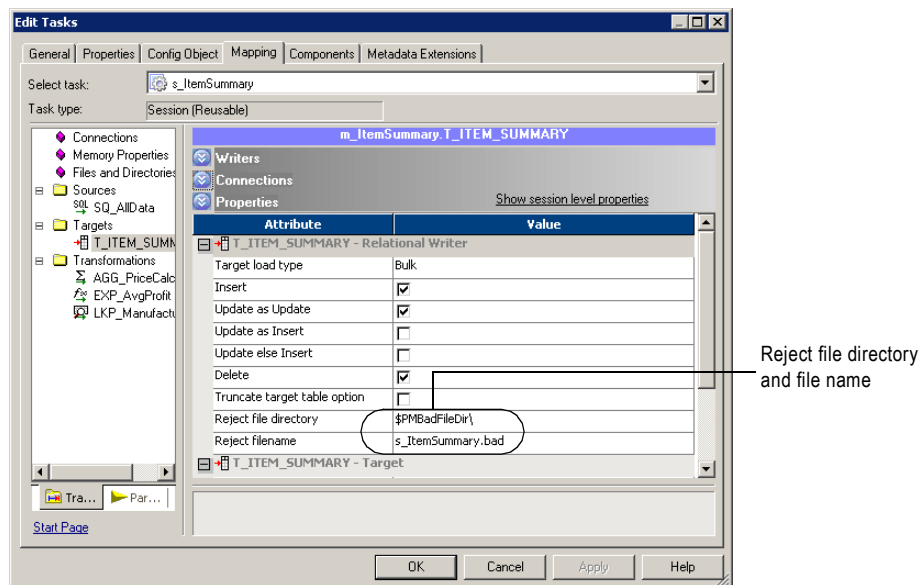 Edit Tasks
General Properties Config Object Mapping Components Metadata Extensions
Select task: s_ItemSummary
Task type: Session (Reusable)
Connections
Memory Properties
Files and Directories
Sources
SQL SQ_AllData
Targets
T_ITEM_SUMM
Transformations
AGG_PriceCalc
EXP_AvgProfit
LKP_Manufactu
Tra... Par...
Start Page
m_ItemSummary.T_ITEM_SUMMARY
Writers
Connections
Properties Show session level properties
Attribute Value
T_ITEM_SUMMARY - Relational Writer
Target load type Bulk
Insert
Update as Update
Update as Insert
Update else Insert
Delete
Truncate target table option
Reject file directory $PMBadFileDir\
Reject filename s_ItemSummary.bad
T_ITEM_SUMMARY - Target
OK Cancel Apply Help
Reject file directory
and file name